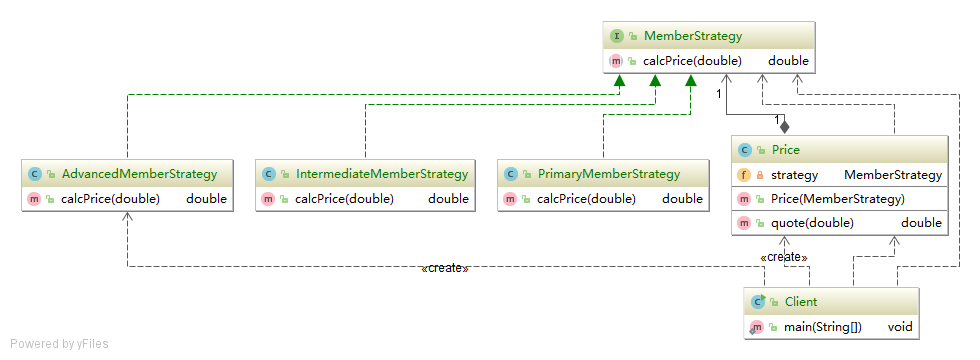 I MemberStrategy
m calcPrice(double) double
1
1
C Price
f strategy MemberStrategy
m Price(MemberStrategy)
m quote(double) double
C AdvancedMemberStrategy
m calcPrice(double) double
C IntermediateMemberStrategy
m calcPrice(double) double
C PrimaryMemberStrategy
m calcPrice(double) double
«create»
«create»
C Client
m main(String[]) void
Powered by yFiles